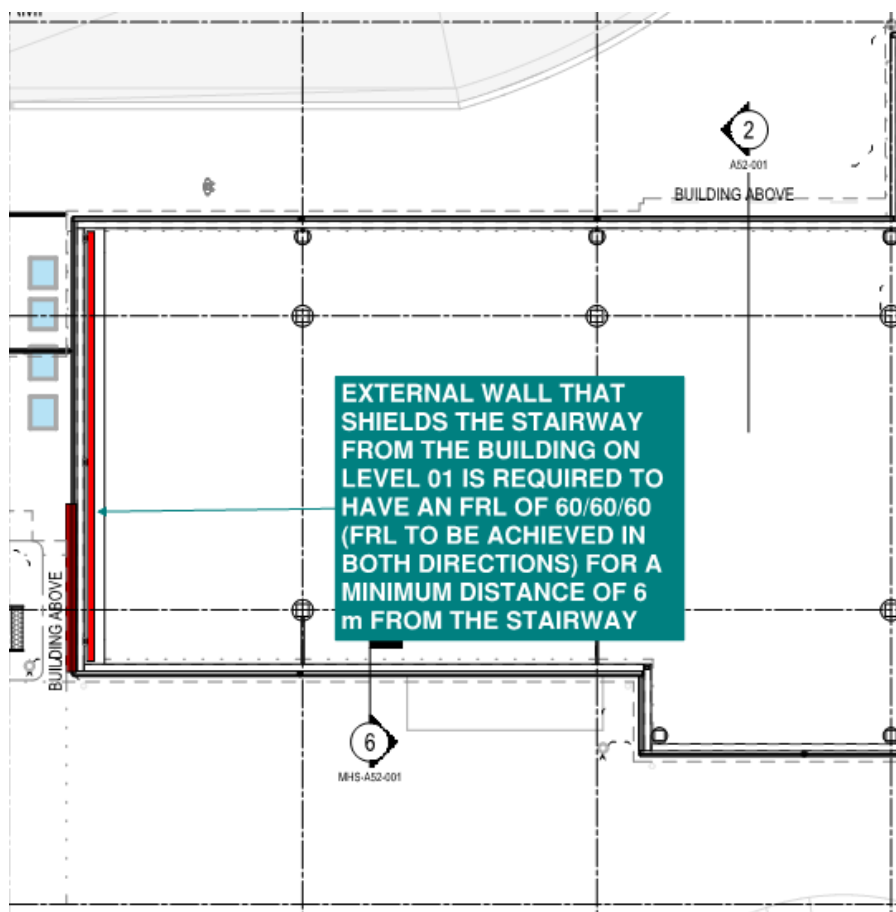 2
A52-001
BUILDING ABOVE
EXTERNAL WALL THAT
SHIELDS THE STAIRWAY
FROM THE BUILDING ON
LEVEL 01 IS REQUIRED TO
HAVE AN FRL OF 60/60/60
(FRL TO BE ACHIEVED IN
BOTH DIRECTIONS) FOR A
MINIMUM DISTANCE OF 6
m FROM THE STAIRWAY
BUILDING ABOVE
6
MHS-A52-001